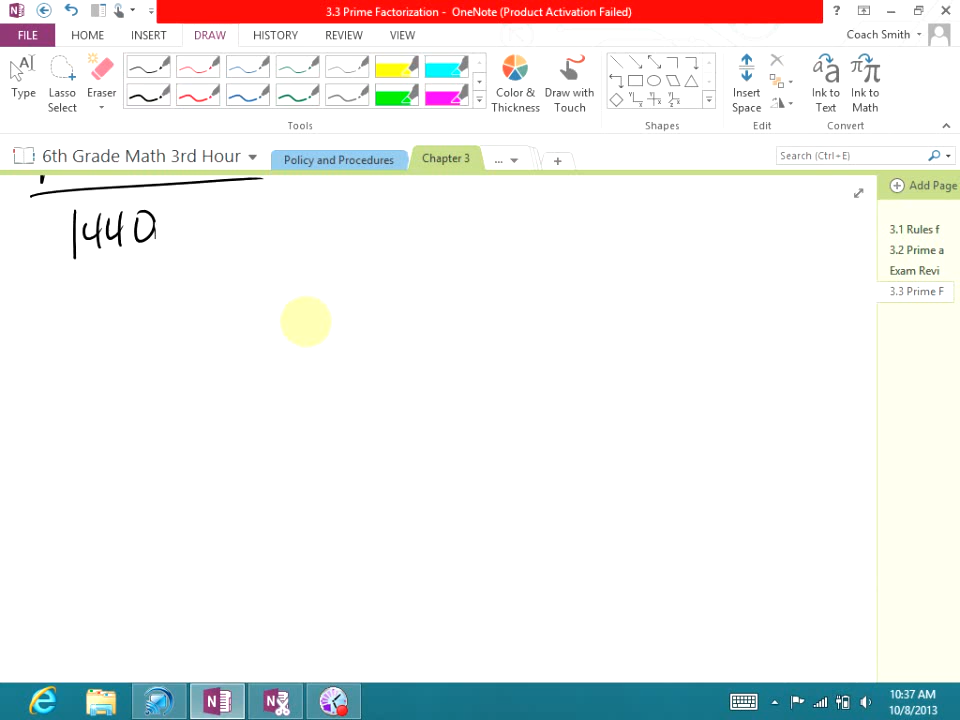 3.3 Prime Factorization - OneNote (Product Activation Failed)
?
FILE HOME INSERT DRAW HISTORY REVIEW VIEW Coach Smith
Type Lasso Select Eraser Color & Thickness Draw with Touch Insert Space Ink to Text Ink to Math
Tools Shapes Edit Convert
6th Grade Math 3rd Hour Policy and Procedures Chapter 3 ... + Search (Ctrl+E)
Add Page
1440
3.1 Rules f
3.2 Prime a
Exam Revi
3.3 Prime F
10:37 AM
10/8/2013